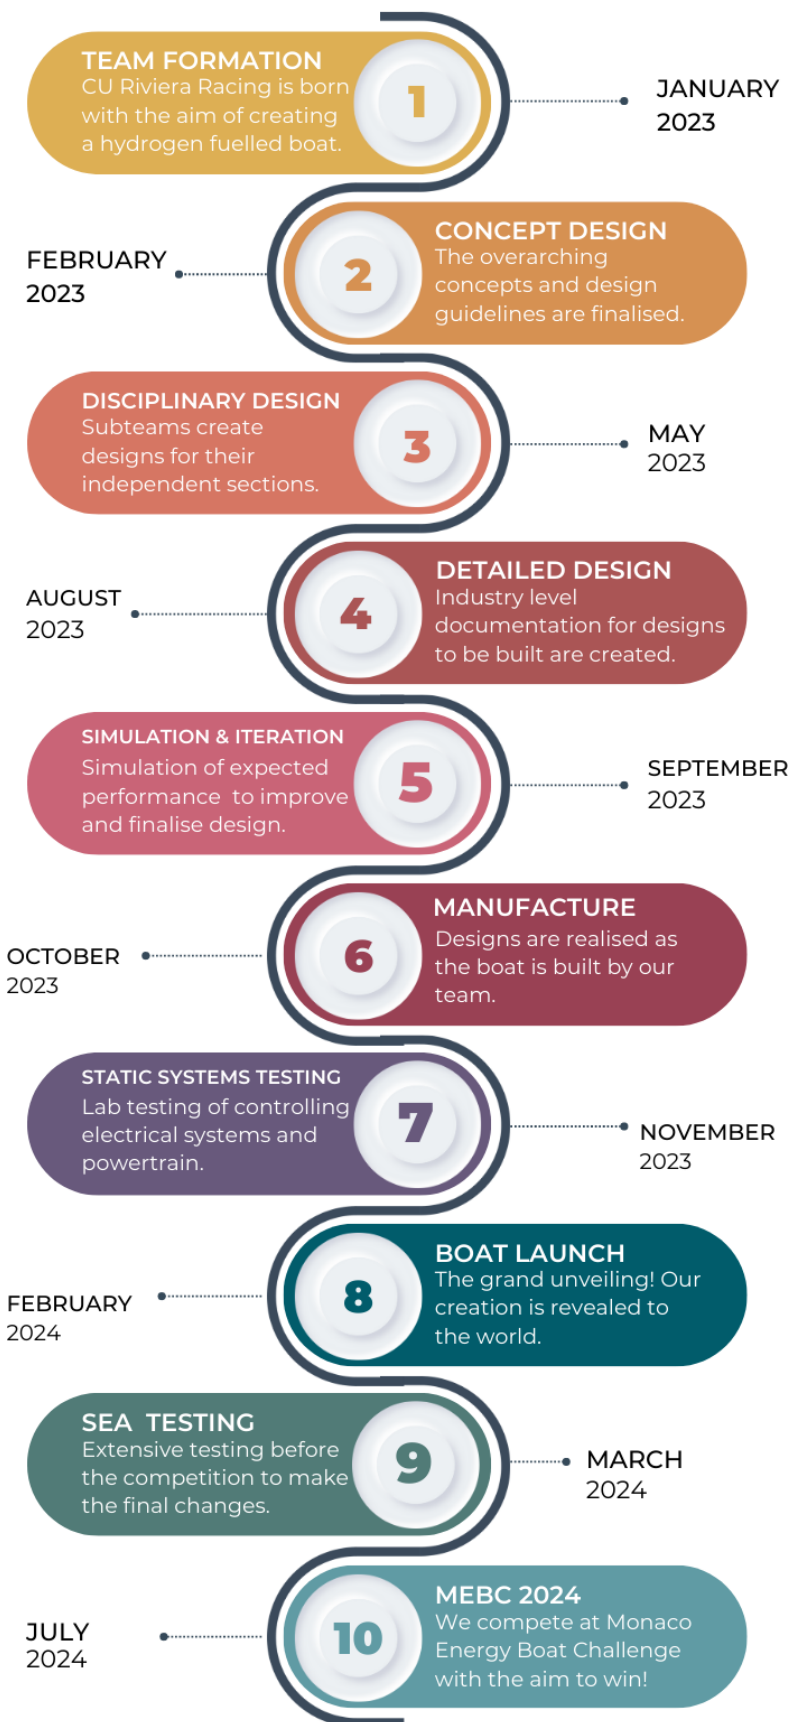 TEAM FORMATION
CU Riviera Racing is born
with the aim of creating
a hydrogen fuelled boat.
1
JANUARY
2023
FEBRUARY
2023
2
CONCEPT DESIGN
The overarching
concepts and design
guidelines are finalised.
DISCIPLINARY DESIGN
Subteams create
designs for their
independent sections.
3
MAY
2023
AUGUST
2023
4
DETAILED DESIGN
Industry level
documentation for designs
to be built are created.
SIMULATION & ITERATION
Simulation of expected
performance to improve
and finalise design.
5
SEPTEMBER
2023
OCTOBER
2023
6
MANUFACTURE
Designs are realised as
the boat is built by our
team.
STATIC SYSTEMS TESTING
Lab testing of controlling
electrical systems and
powertrain.
7
NOVEMBER
2023
FEBRUARY
2024
8
BOAT LAUNCH
The grand unveiling! Our
creation is revealed to
the world.
SEA TESTING
Extensive testing before
the competition to make
the final changes.
9
MARCH
2024
JULY
2024
10
MEBC 2024
We compete at Monaco
Energy Boat Challenge
with the aim to win!